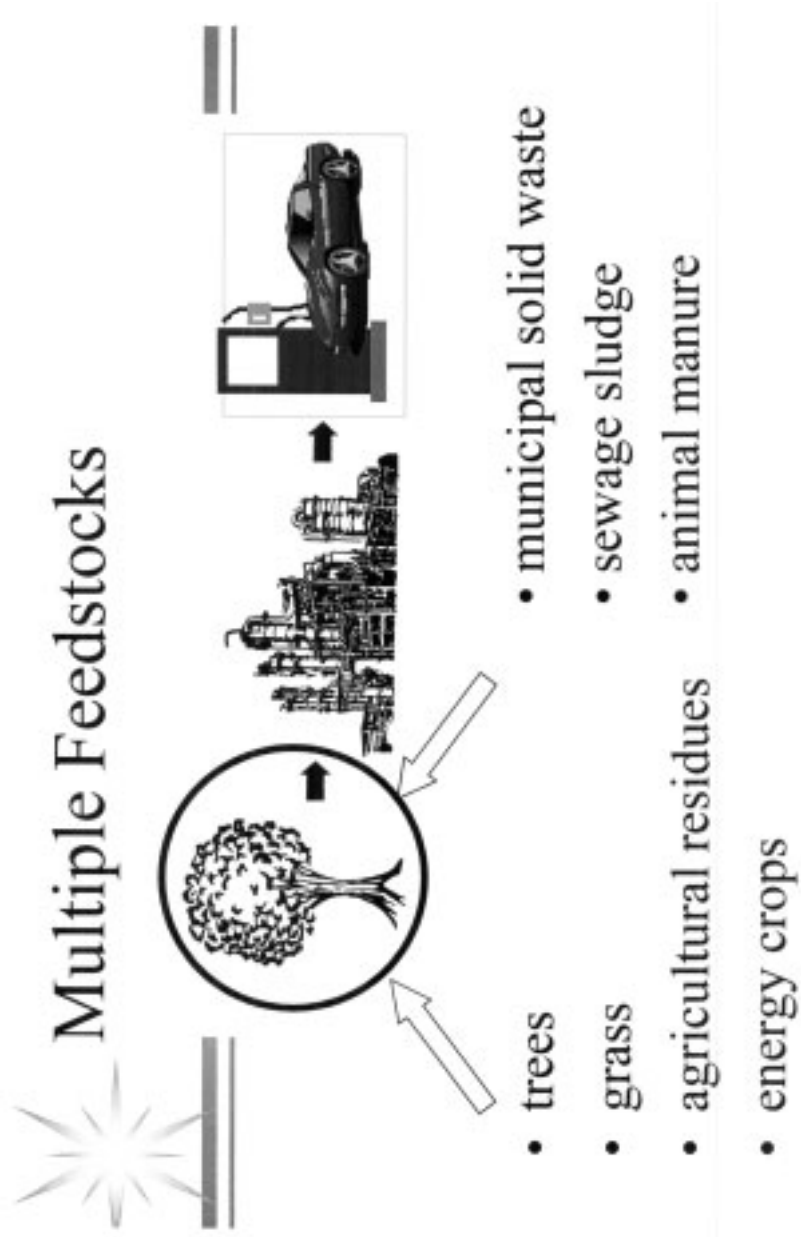 Multiple Feedstocks
• trees
• grass
• agricultural residues
• energy crops
• municipal solid waste
• sewage sludge
• animal manure